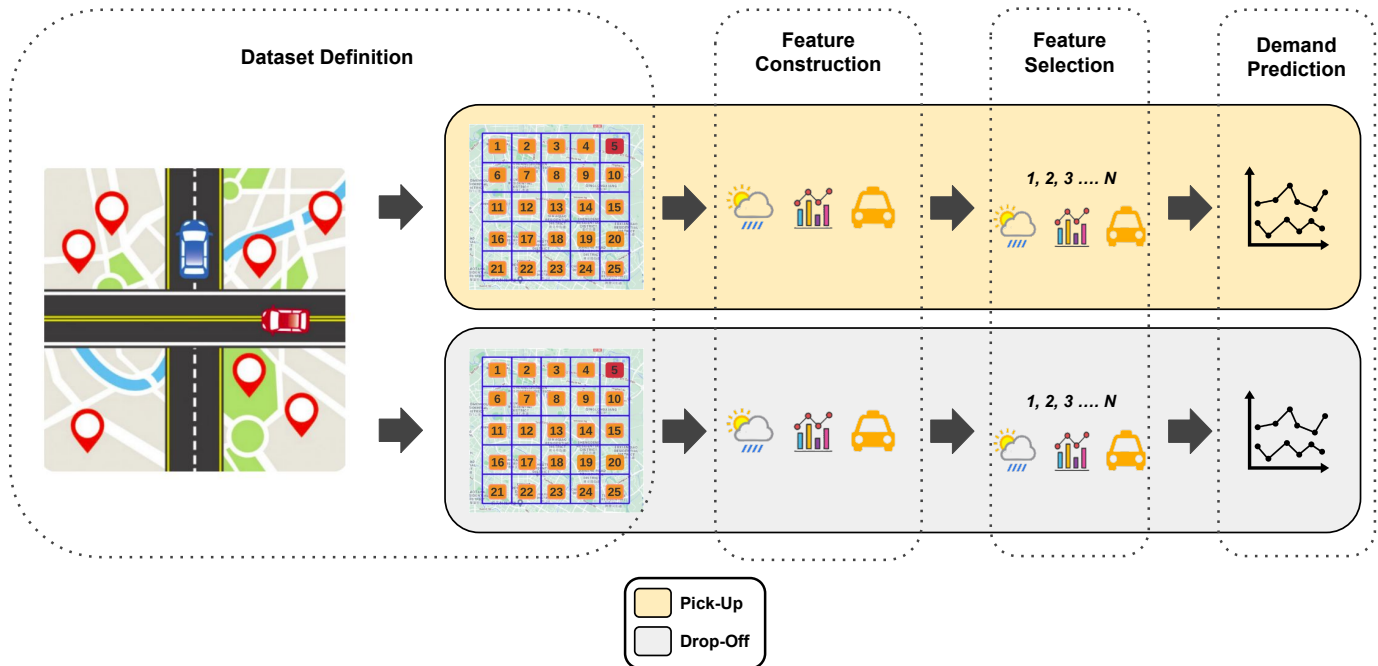 Dataset Definition
Feature
Construction
Feature
Selection
Demand
Prediction
1 2 3 4 5
6 7 8 9 10
11 12 13 14 15
16 17 18 19 20
21 22 23 24 25
1, 2, 3 .... N
1 2 3 4 5
6 7 8 9 10
11 12 13 14 15
16 17 18 19 20
21 22 23 24 25
1, 2, 3 .... N
Pick-Up
Drop-Off